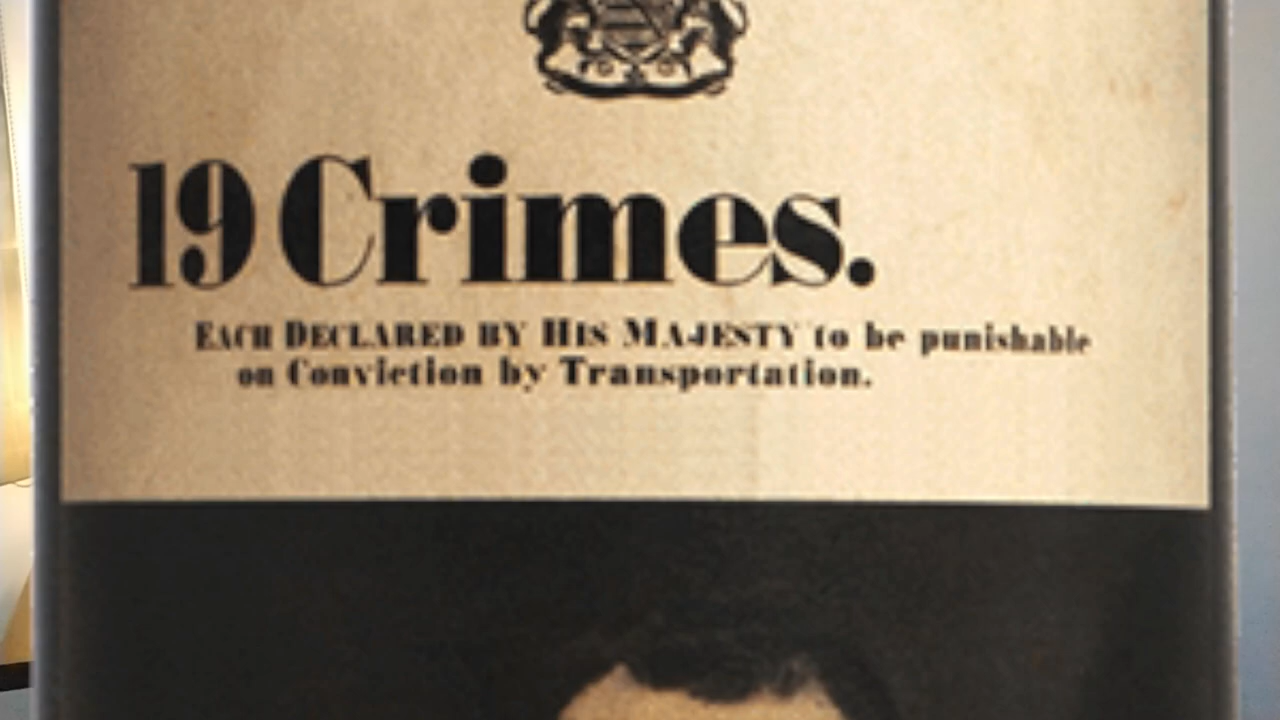 19 Crimes.
EACH DECLARED BY HIS MAJESTY to be punishable
on Conviction by Transportation.